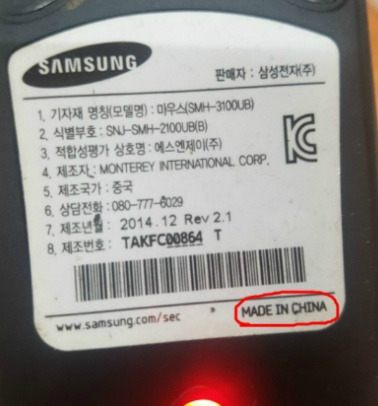 SAMSUNG
판매자 : 삼성전자(주)
1. 기자재 명칭(모델명) : 마우스(SMH-3100UB)
2. 식별부호 : SNJ-SMH-2100UB(B)
3. 적합성평가 상호명 : 에스엔제이(주)
4. 제조자 : MONTEREY INTERNATIONAL CORP.
5. 제조국가 : 중국
6. 상담전화 : 080-777-6029
7. 제조년월 : 2014.12 Rev 2.1
8. 제조번호 : TAKFC00864 T
www.samsung.com/sec
MADE IN CHINA